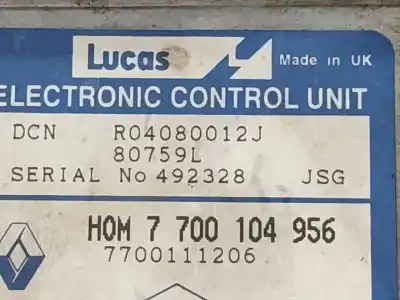 Lucas Made in UK
ELECTRONIC CONTROL UNIT
DCN R04080012J
80759L
SERIAL No 492328 JSG
HOM 7 700 104 956
7700111206